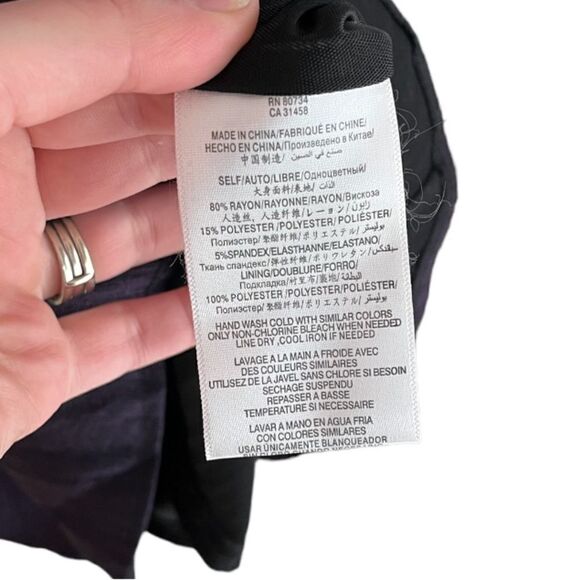 RN 80734
CA 31458
MADE IN CHINA/FABRIQUÉ EN CHINE/
HECHO EN CHINA/Произведено в Китае/
中国制造/ صنع في الصين
SELF/AUTO/LIBRE/Одноцветный/
大身面料/表地/ الذات
80% RAYON/RAYONNE/RAYON/Вискоза
人造丝，人造纤维/レーヨン/ رايون
15% POLYESTER/POLYESTER/POLIÉSTER/
Полиэстер/聚酯纤维/ポリエステル/ بوليستر
5%SPANDEX/ELASTHANNE/ELASTANO/
Ткань спандекс/弹性纤维/ポリウレタン/
LINING/DOUBLURE/FORRO/
Подкладка/裏地/ البطانة
100% POLYESTER/POLYESTER/POLIÉSTER/
Полиэстер/聚酯纤维/ポリエステル/ بوليستر
HAND WASH COLD WITH SIMILAR COLORS
ONLY NON-CHLORINE BLEACH WHEN NEEDED
LINE DRY ,COOL IRON IF NEEDED
LAVAGE A LA MAIN A FROIDE AVEC
DES COULEURS SIMILAIRES
UTILISEZ DE LA JAVEL SANS CHLORE SI BESOIN
SECHAGE SUSPENDU
REPASSER A BASSE
TEMPERATURE SI NECESSAIRE
LAVAR A MANO EN AGUA FRIA
CON COLORES SIMILARES
USAR ÚNICAMENTE BLANQUEADOR